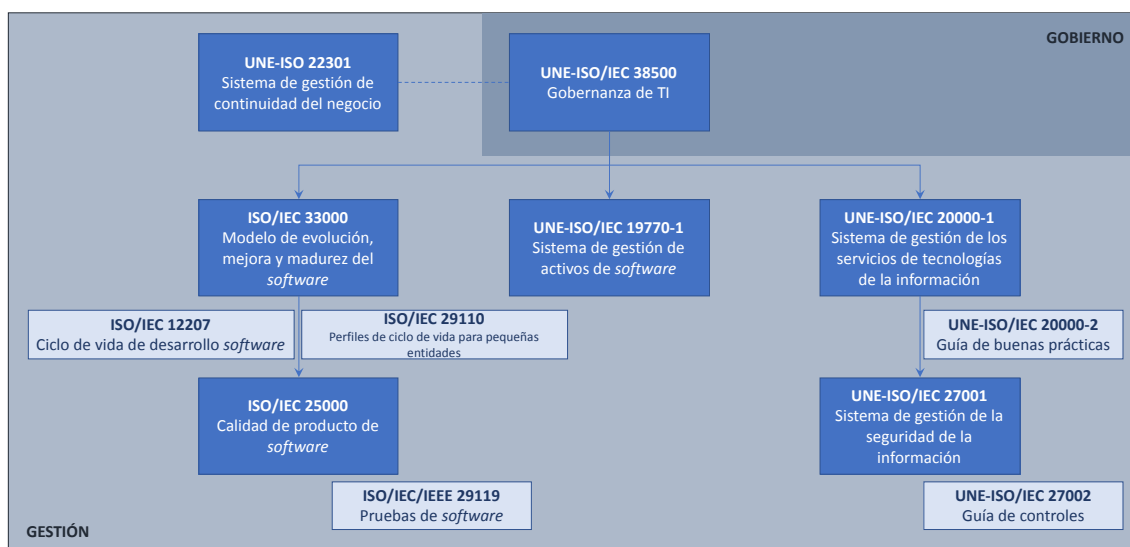 GOBIERNO
UNE-ISO 22301
Sistema de gestión de
continuidad del negocio
UNE-ISO/IEC 38500
Gobernanza de TI
ISO/IEC 33000
Modelo de evolución,
mejora y madurez del
software
UNE-ISO/IEC 19770-1
Sistema de gestión de
activos de software
UNE-ISO/IEC 20000-1
Sistema de gestión de los
servicios de tecnologías
de la información
ISO/IEC 12207
Ciclo de vida de desarrollo software
ISO/IEC 29110
Perfiles de ciclo de vida para pequeñas
entidades
UNE-ISO/IEC 20000-2
Guía de buenas prácticas
ISO/IEC 25000
Calidad de producto de
software
UNE-ISO/IEC 27001
Sistema de gestión de la
seguridad de la
información
ISO/IEC/IEEE 29119
Pruebas de software
UNE-ISO/IEC 27002
Guía de controles
GESTIÓN